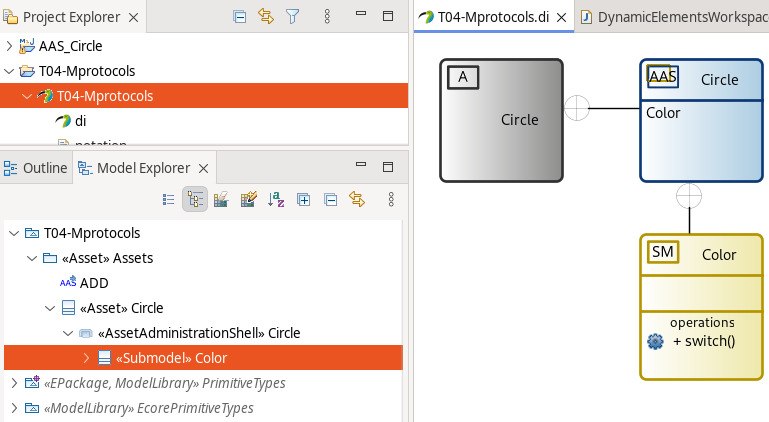 Project Explorer
AAS_Circle
T04-Mprotocols
T04-Mprotocols
di
notation
Outline
Model Explorer
T04-Mprotocols
«Asset» Assets
AAS ADD
«Asset» Circle
«AssetAdministrationShell» Circle
«Submodel» Color
«EPackage, ModelLibrary» PrimitiveTypes
«ModelLibrary» EcorePrimitiveTypes
T04-Mprotocols.di
DynamicElementsWorkspac
A
Circle
AAS
Circle
Color
SM
Color
operations
+ switch()